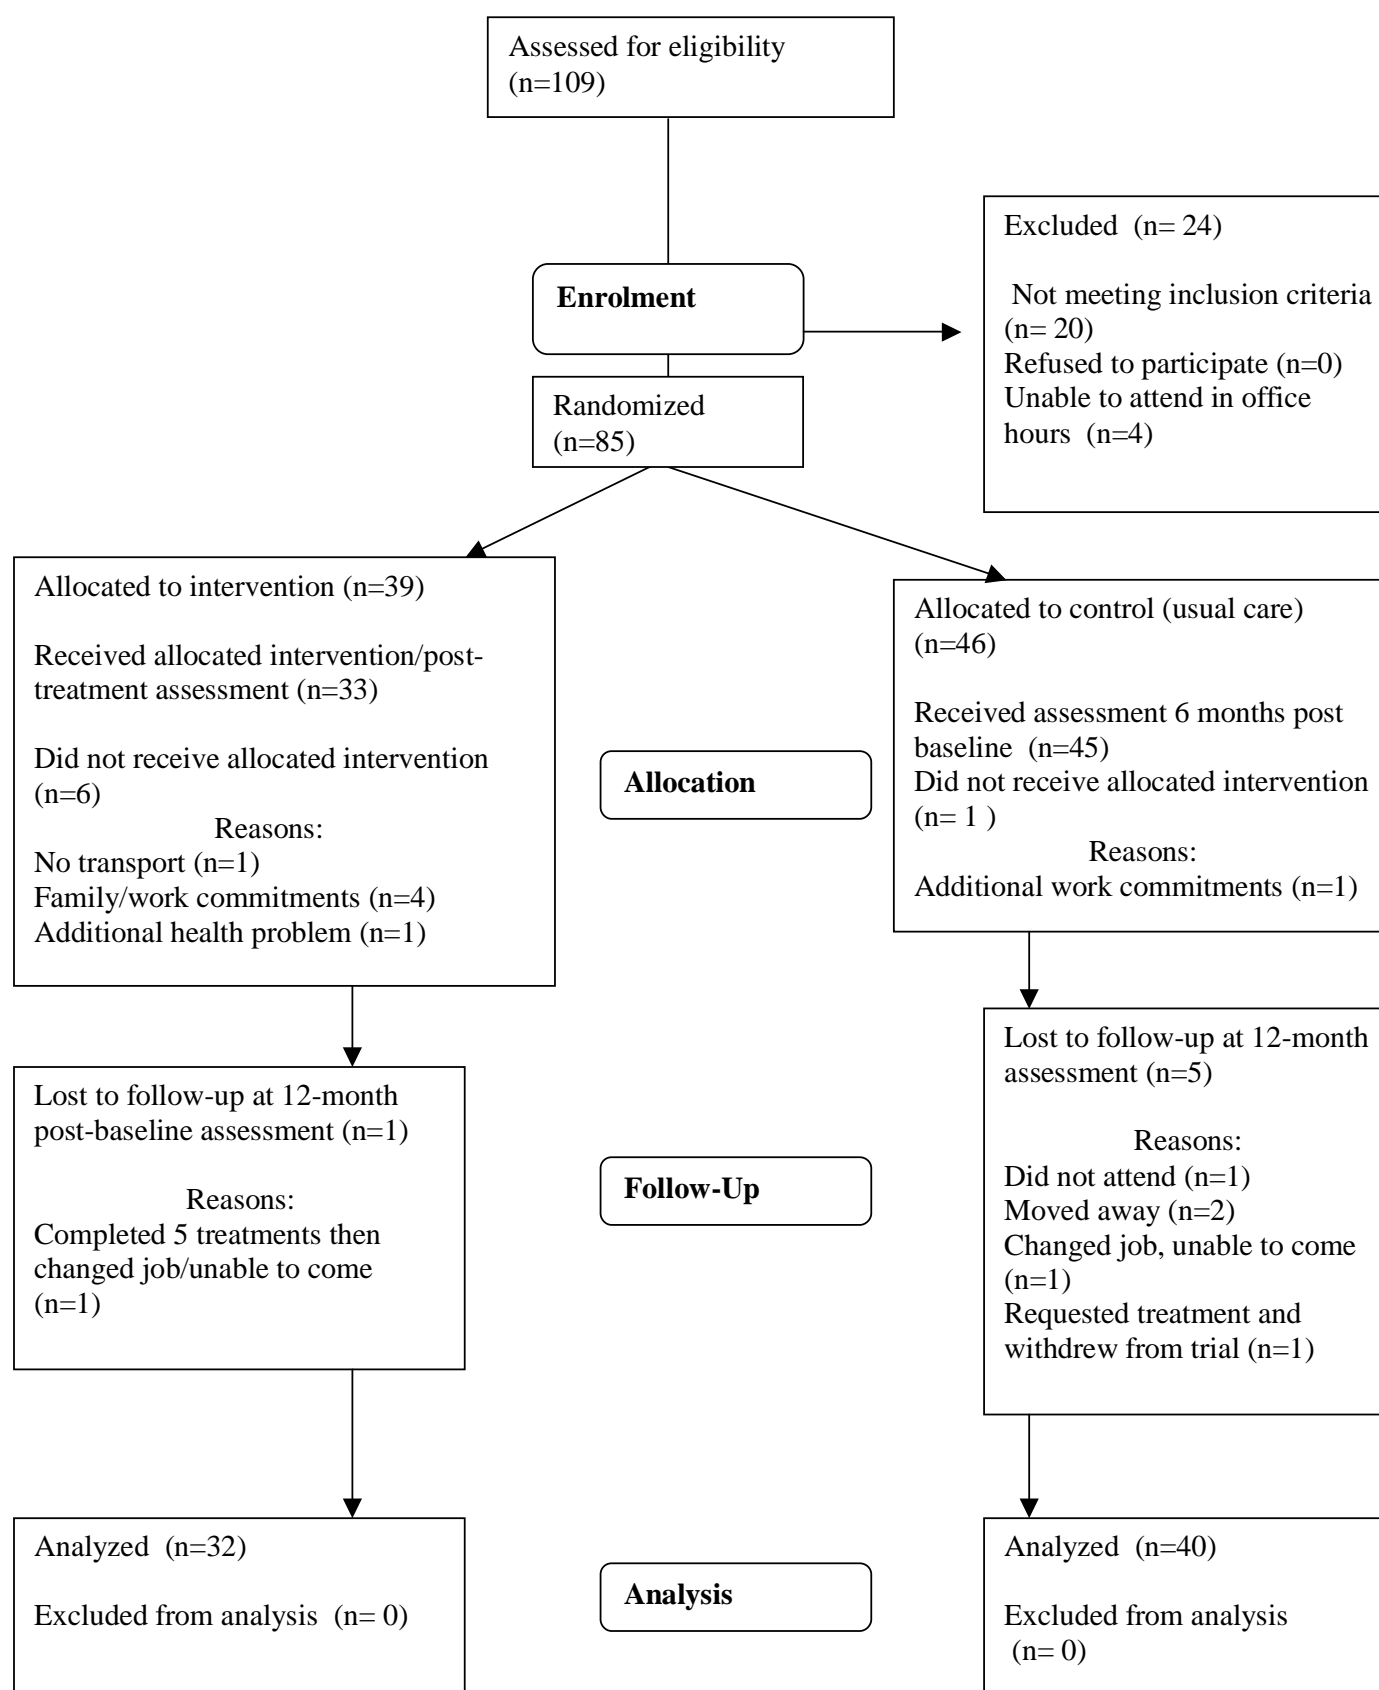 Assessed for eligibility
(n=109)
Excluded (n= 24)
Not meeting inclusion criteria
(n= 20)
Refused to participate (n=0)
Unable to attend in office
hours (n=4)
Enrolment
Randomized
(n=85)
Allocated to intervention (n=39)
Received allocated intervention/post-
treatment assessment (n=33)
Did not receive allocated intervention
(n=6)
Reasons:
No transport (n=1)
Family/work commitments (n=4)
Additional health problem (n=1)
Allocation
Allocated to control (usual care)
(n=46)
Received assessment 6 months post
baseline (n=45)
Did not receive allocated intervention
(n= 1 )
Reasons:
Additional work commitments (n=1)
Lost to follow-up at 12-month
post-baseline assessment (n=1)
Reasons:
Completed 5 treatments then
changed job/unable to come
(n=1)
Follow-Up
Lost to follow-up at 12-month
assessment (n=5)
Reasons:
Did not attend (n=1)
Moved away (n=2)
Changed job, unable to come
(n=1)
Requested treatment and
withdrew from trial (n=1)
Analyzed (n=32)
Excluded from analysis (n= 0)
Analysis
Analyzed (n=40)
Excluded from analysis
(n= 0)